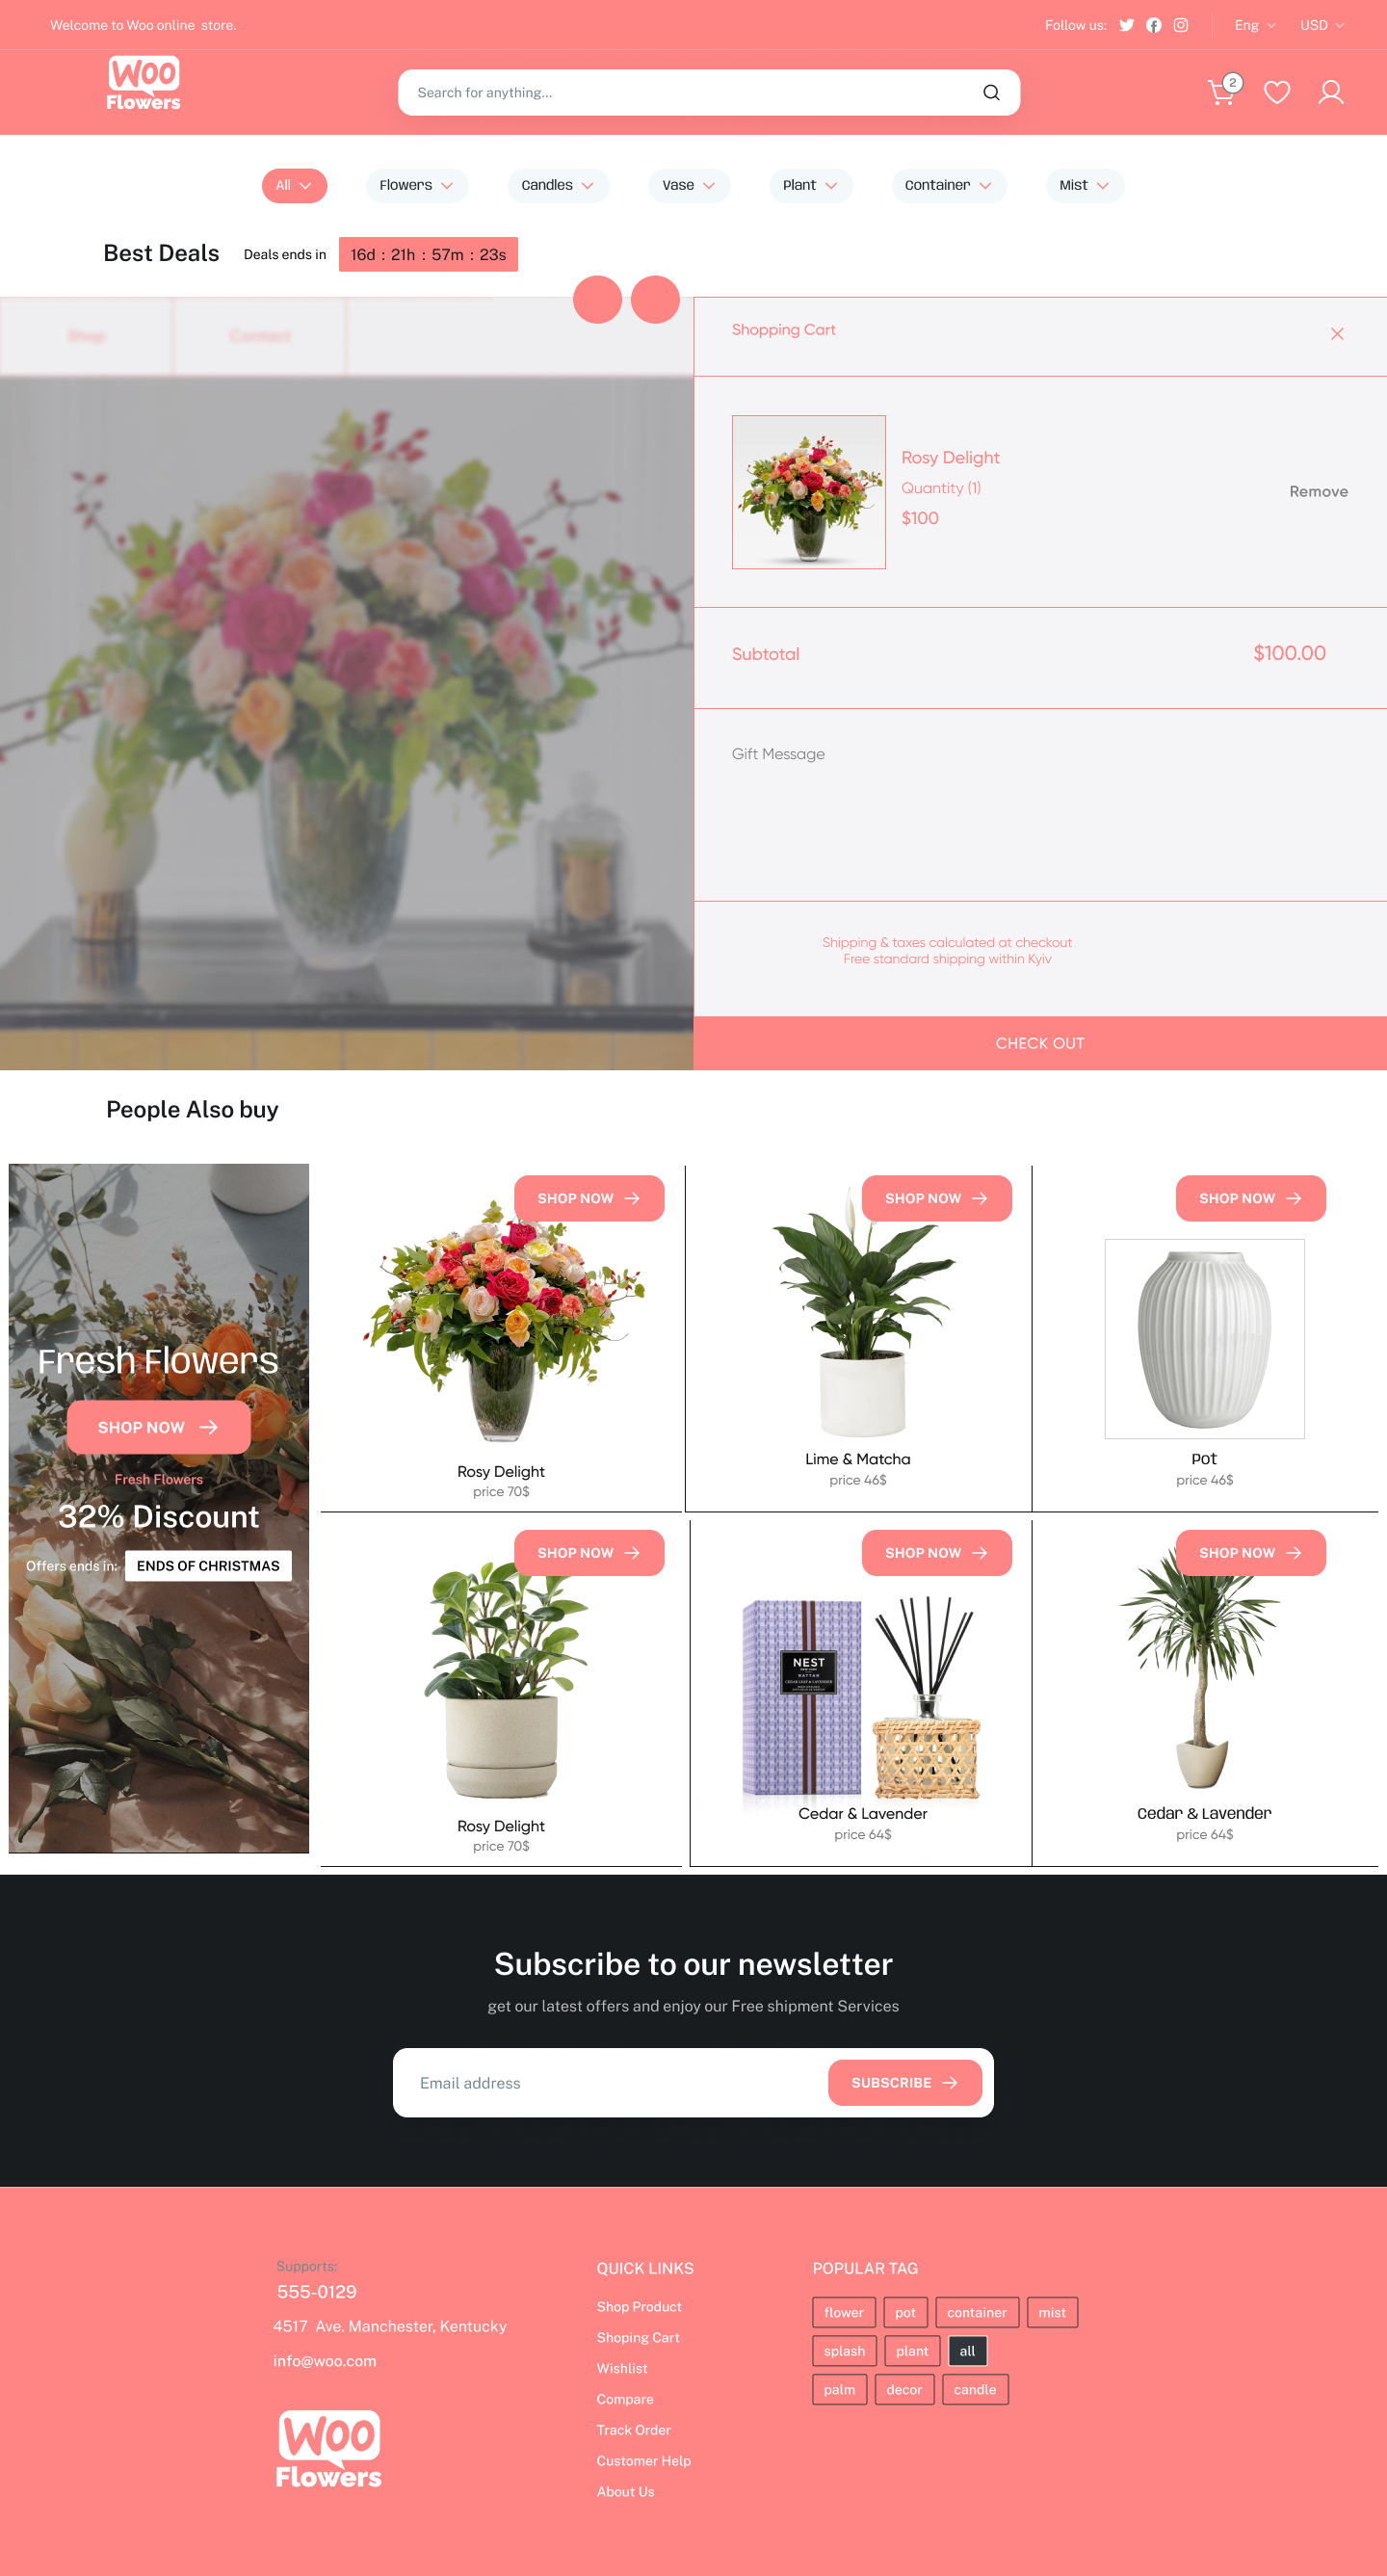 Welcome to Woo online  store.
Follow us:
Eng
USD
Woo
Flowers
Search for anything...
2
All
Flowers
Candles
Vase
Plant
Container
Mist
Best Deals
Deals ends in
16d : 21h : 57m : 23s
Shop
Contact
Shopping Cart
Rosy Delight
Quantity (1)
$100
Remove
Subtotal
$100.00
Gift Message
Shipping & taxes calculated at checkout
Free standard shipping within Kyiv
CHECK OUT
People Also buy
Fresh Flowers
SHOP NOW
Fresh Flowers
32% Discount
Offers ends in:
ENDS OF CHRISTMAS
SHOP NOW
Rosy Delight
price 70$
SHOP NOW
Lime & Matcha
price 46$
SHOP NOW
Pot
price 46$
SHOP NOW
Rosy Delight
price 70$
SHOP NOW
NEST
NEW YORK
RATTAN
CEDAR LEAF & LAVENDER
Cedar & Lavender
price 64$
SHOP NOW
Cedar & Lavender
price 64$
Subscribe to our newsletter
get our latest offers and enjoy our Free shipment Services
Email address
SUBSCRIBE
Supports:
555-0129
4517  Ave. Manchester, Kentucky
info@woo.com
Woo
Flowers
QUICK LINKS
Shop Product
Shoping Cart
Wishlist
Compare
Track Order
Customer Help
About Us
POPULAR TAG
flower
pot
container
mist
splash
plant
all
palm
decor
candle